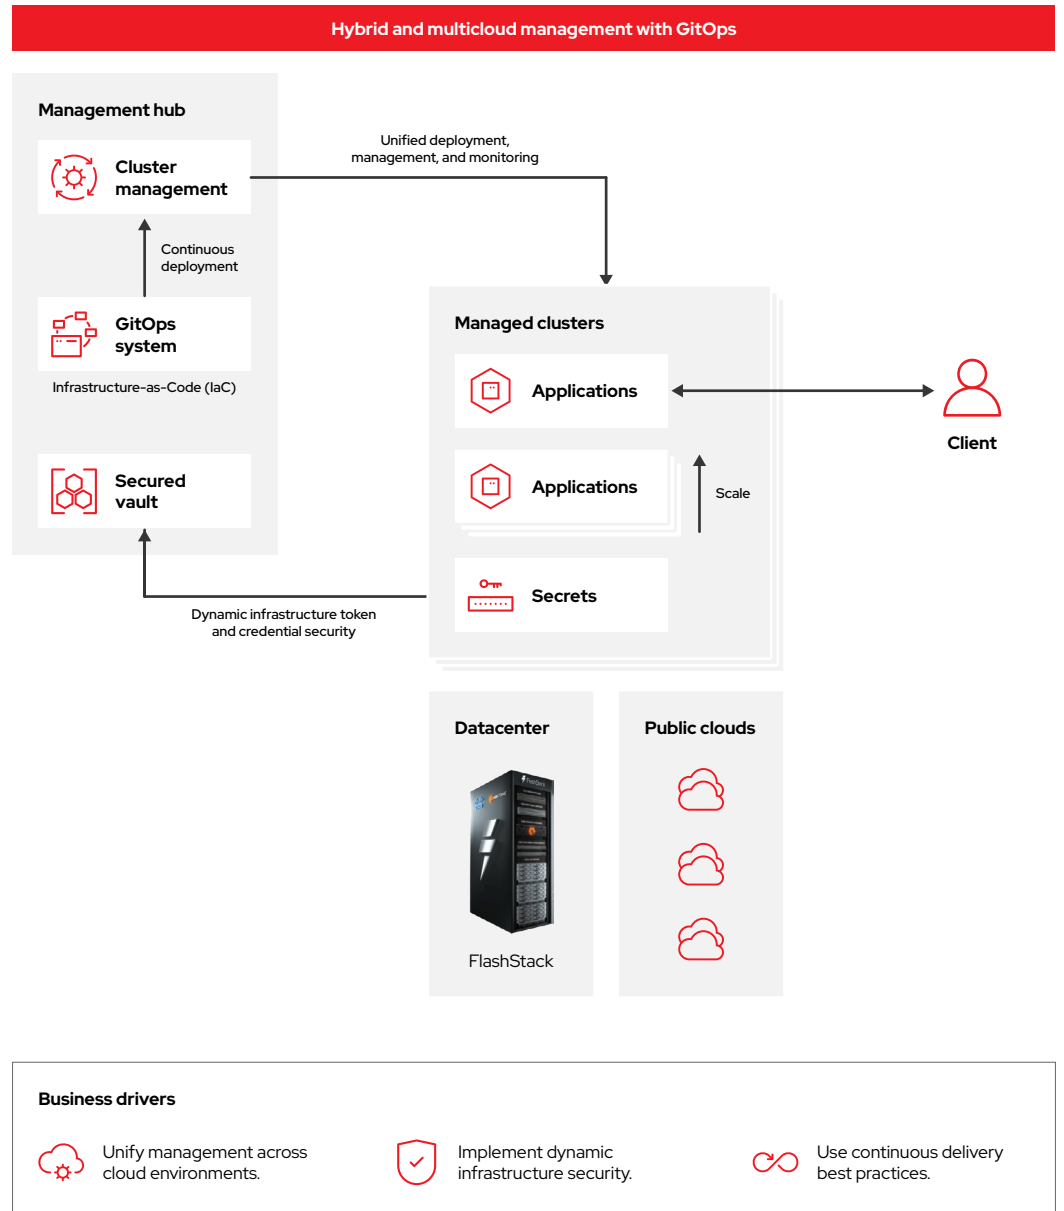 Hybrid and multicloud management with GitOps
Management hub
Cluster
management
Unified deployment,
management, and monitoring
Continuous
deployment
GitOps
system
Infrastructure-as-Code (IaC)
Secured
vault
Dynamic infrastructure token
and credential security
Managed clusters
Applications
Applications
Scale
Secrets
Client
Datacenter
FlashStack
FlashStack
Public clouds
Business drivers
Unify management across
cloud environments.
Implement dynamic
infrastructure security.
Use continuous delivery
best practices.